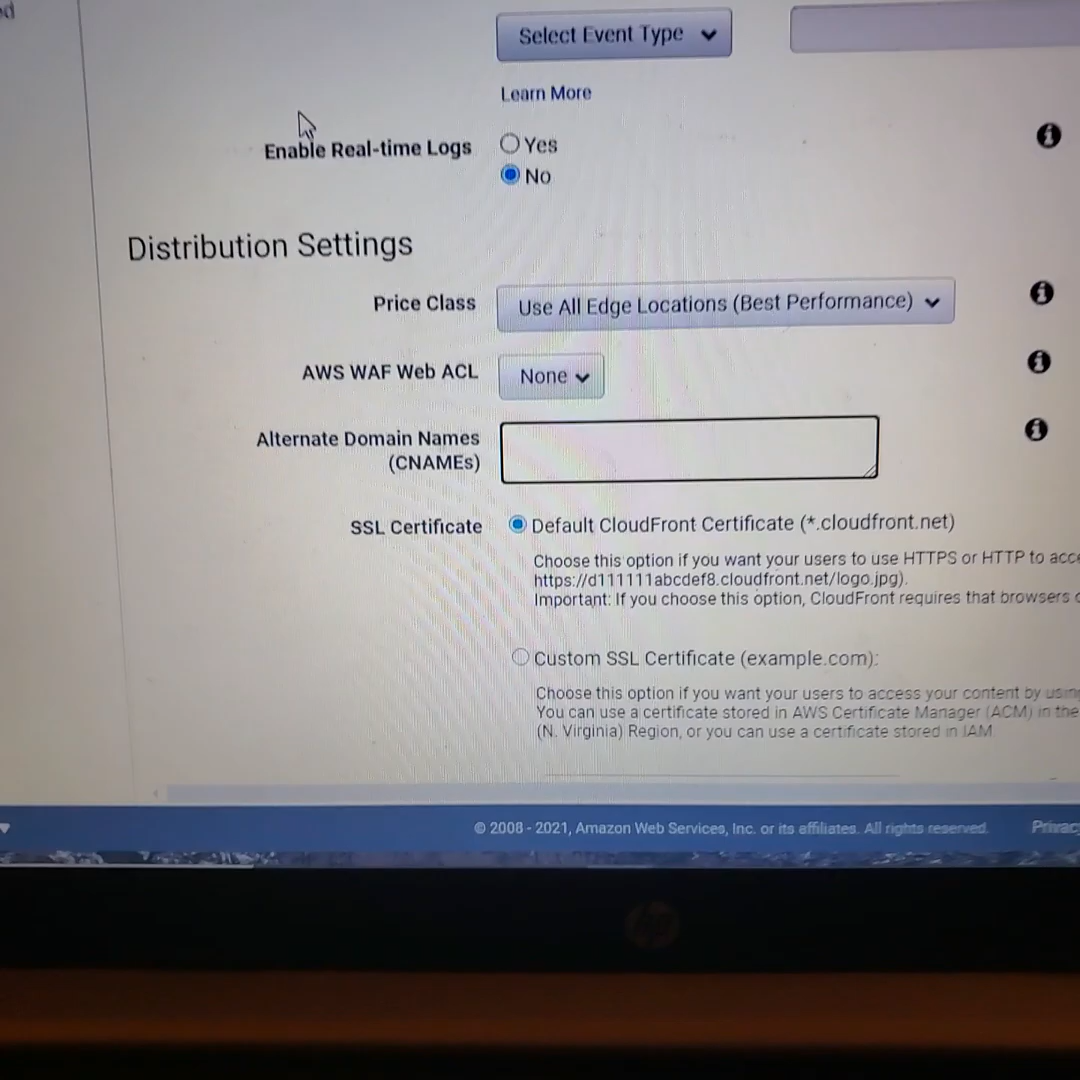 Select Event Type
Learn More
Enable Real-time Logs
Yes
No
Distribution Settings
Price Class
Use All Edge Locations (Best Performance)
AWS WAF Web ACL
None
Alternate Domain Names
(CNAMEs)
SSL Certificate
Default CloudFront Certificate (*.cloudfront.net)
Choose this option if you want your users to use HTTPS or HTTP to acce
https://d111111abcdef8.cloudfront.net/logo.jpg).
Important: If you choose this option, CloudFront requires that browsers
Custom SSL Certificate (example.com):
Choose this option if you want your users to access your content by using
You can use a certificate stored in AWS Certificate Manager (ACM) in the
(N. Virginia) Region, or you can use a certificate stored in IAM.
© 2008 - 2021, Amazon Web Services, Inc. or its affiliates. All rights reserved.
Privac
hp